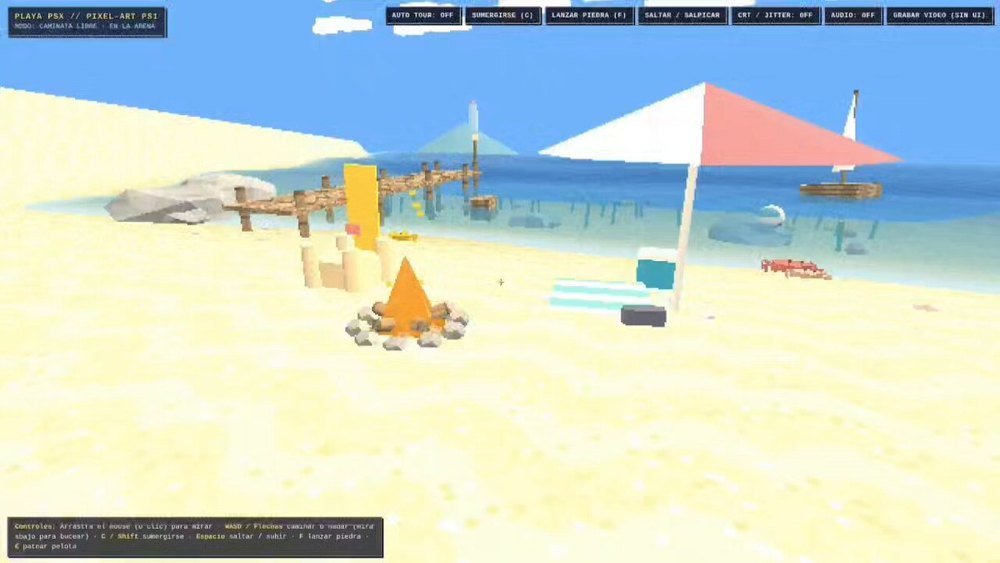 PLAYA PSX // PIXEL-ART PS1
MODO: CAMINATA LIBRE · EN LA ARENA
AUTO TOUR: OFF
SUMERGIRSE (C)
LANZAR PIEDRA (F)
SALTAR / SALPICAR
CRT / JITTER: OFF
AUDIO: OFF
GRABAR VIDEO (SIN UI)
Controles: Arrastra el mouse (o clic) para mirar · WASD / Flechas caminar o nadar (mira
abajo para bucear) · C / Shift sumergirse · Espacio saltar / subir · F lanzar piedra ·
E patear pelota